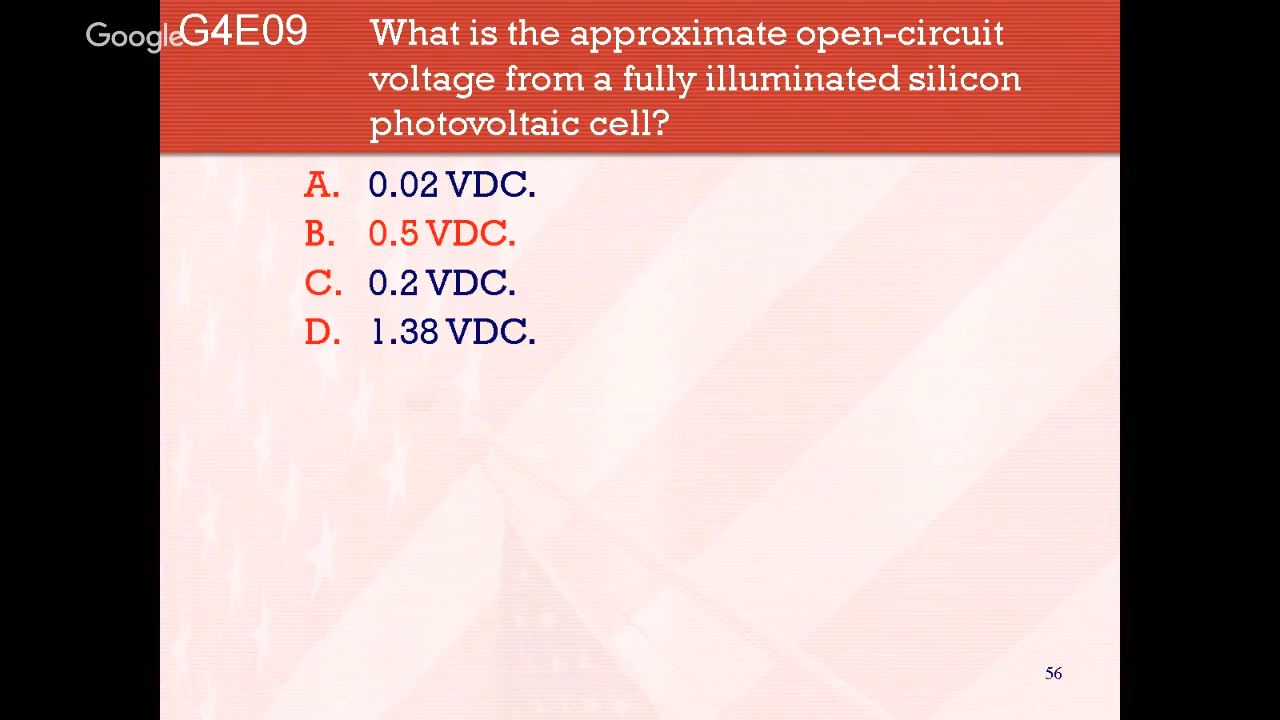 Google
G4E09
What is the approximate open-circuit
voltage from a fully illuminated silicon
photovoltaic cell?
A. 0.02 VDC.
B. 0.5 VDC.
C. 0.2 VDC.
D. 1.38 VDC.
56